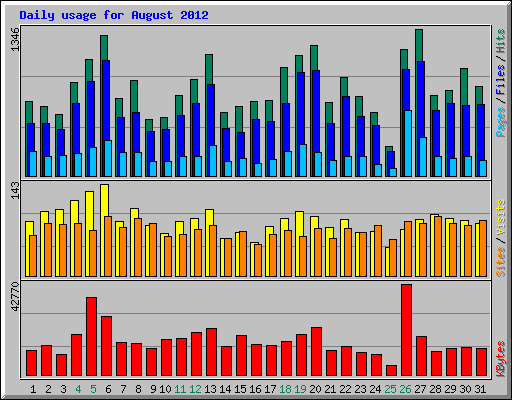 Daily usage for August 2012
1346
Pages / Files / Hits
143
Sites / Visits
42770
KBytes
1 2 3 4 5 6 7 8 9 10 11 12 13 14 15 16 17 18 19 20 21 22 23 24 25 26 27 28 29 30 31